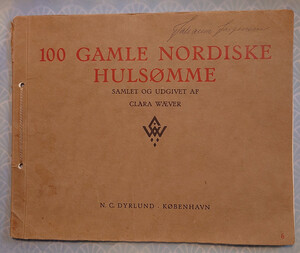 100 GAMLE NORDISKE
HULSØMME
SAMLET OG UDGIVET AF
CLARA WÆVER
N. C. DYRLUND - KØBENHAVN